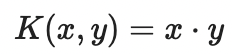 K(x, y) = x · y